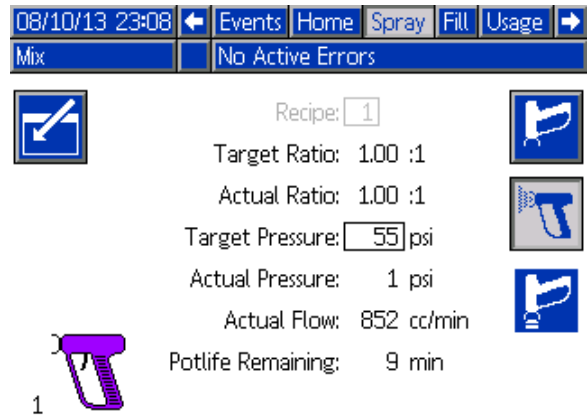 08/10/13 23:08 Events Home Spray Fill Usage
Mix No Active Errors
Recipe: 1
Target Ratio: 1.00 :1
Actual Ratio: 1.00 :1
Target Pressure: 55 psi
Actual Pressure: 1 psi
Actual Flow: 852 cc/min
Potlife Remaining: 9 min
1